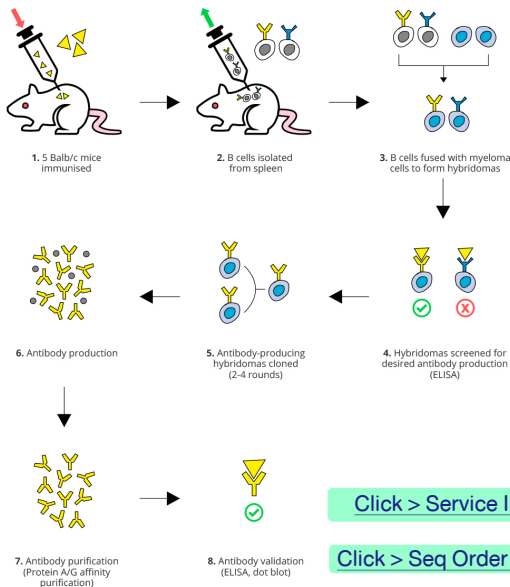 1. 5 Balb/c mice
immunised
2. B cells isolated
from spleen
3. B cells fused with myeloma
cells to form hybridomas
4. Hybridomas screened for
desired antibody production
(ELISA)
5. Antibody-producing
hybridomas cloned
(2-4 rounds)
6. Antibody production
7. Antibody purification
(Protein A/G affinity
purification)
8. Antibody validation
(ELISA, dot blot)
Click > Service
Click > Seq Order